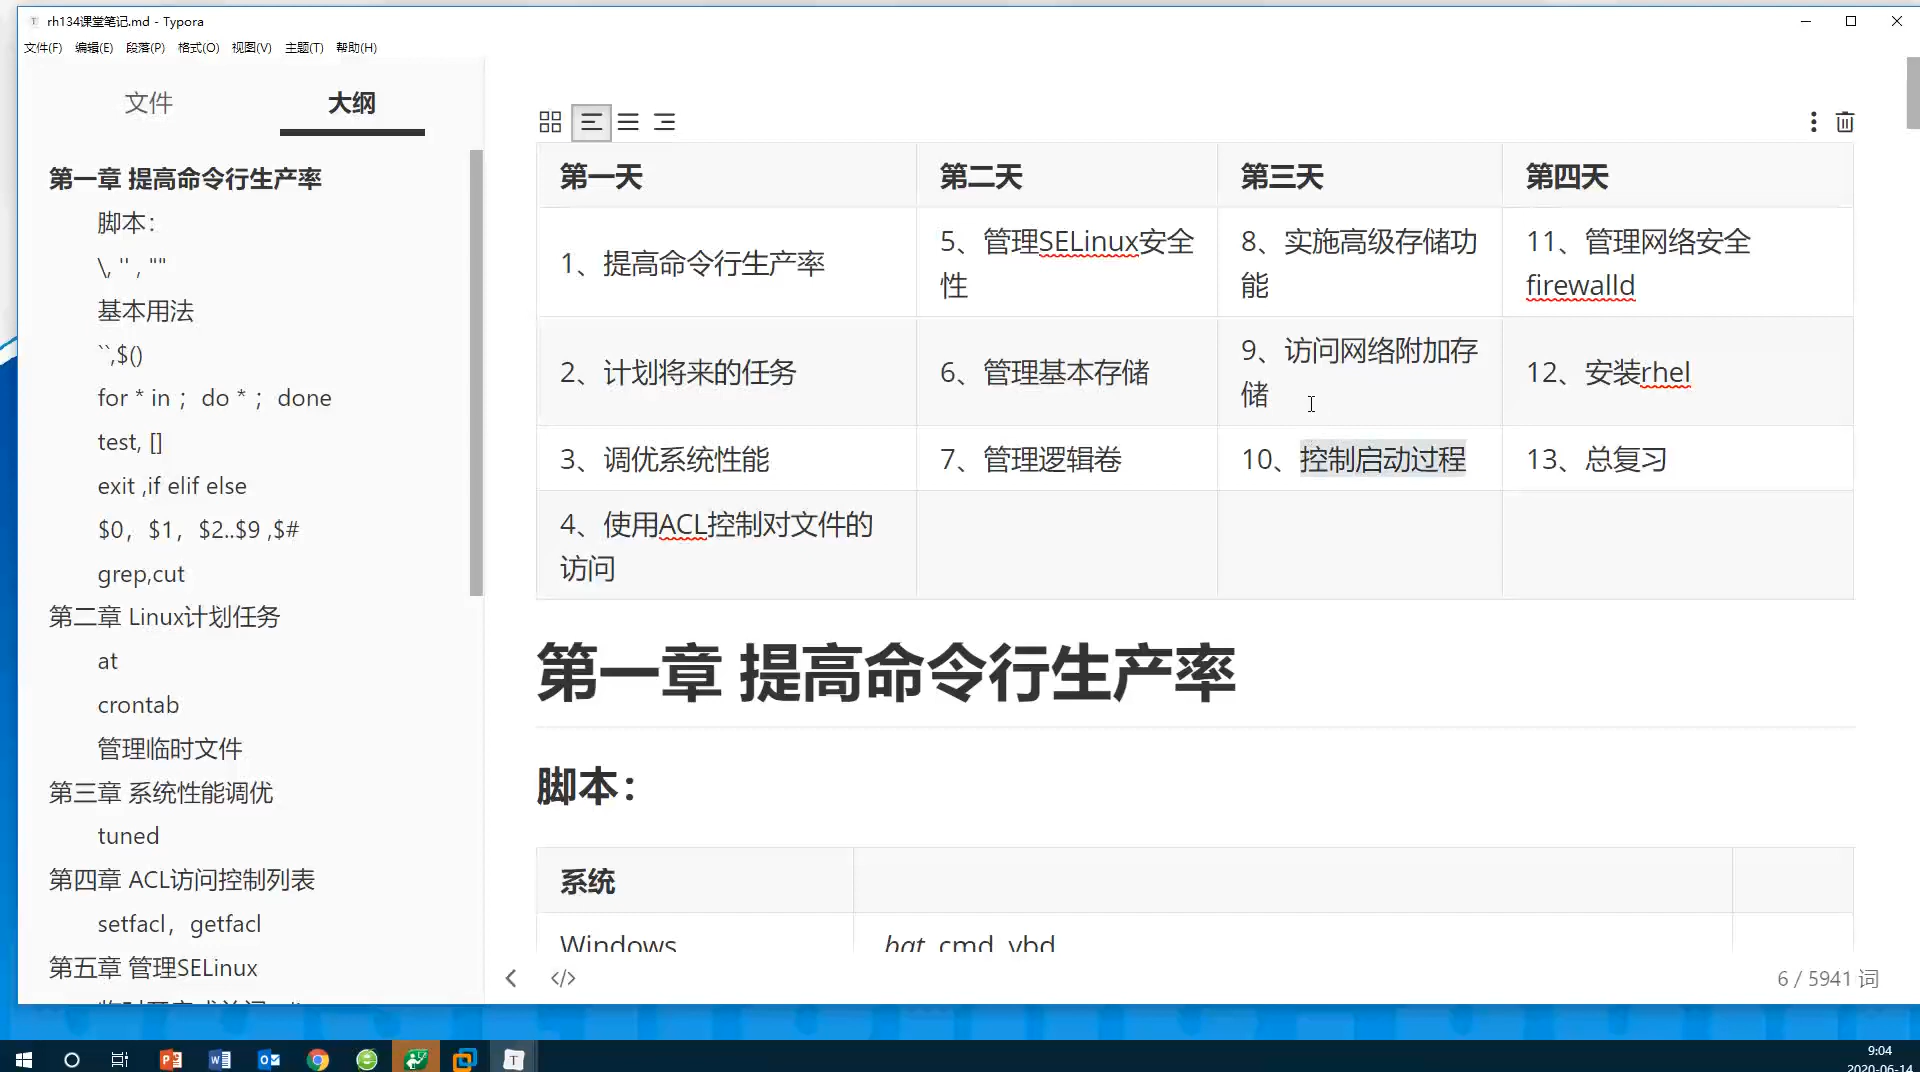 rh134课堂笔记.md - Typora
文件(F) 编辑(E) 段落(P) 格式(O) 视图(V) 主题(T) 帮助(H)
文件 大纲
第一章 提高命令行生产率
脚本：
\, '' , ""
基本用法
``,$()
for * in ；do * ；done
test, []
exit ,if elif else
$0，$1，$2..$9 ,$#
grep,cut
第二章 Linux计划任务
at
crontab
管理临时文件
第三章 系统性能调优
tuned
第四章 ACL访问控制列表
setfacl，getfacl
第五章 管理SELinux
第一天 第二天 第三天 第四天
1、提高命令行生产率
5、管理SELinux安全
性
8、实施高级存储功
能
11、管理网络安全
firewalld
2、计划将来的任务
6、管理基本存储
9、访问网络附加存
储
12、安装rhel
3、调优系统性能
7、管理逻辑卷
10、控制启动过程
13、总复习
4、使用ACL控制对文件的
访问
第一章 提高命令行生产率
脚本：
系统
Windows bat cmd vbd
6 / 5941 词
9:04
2020-06-14